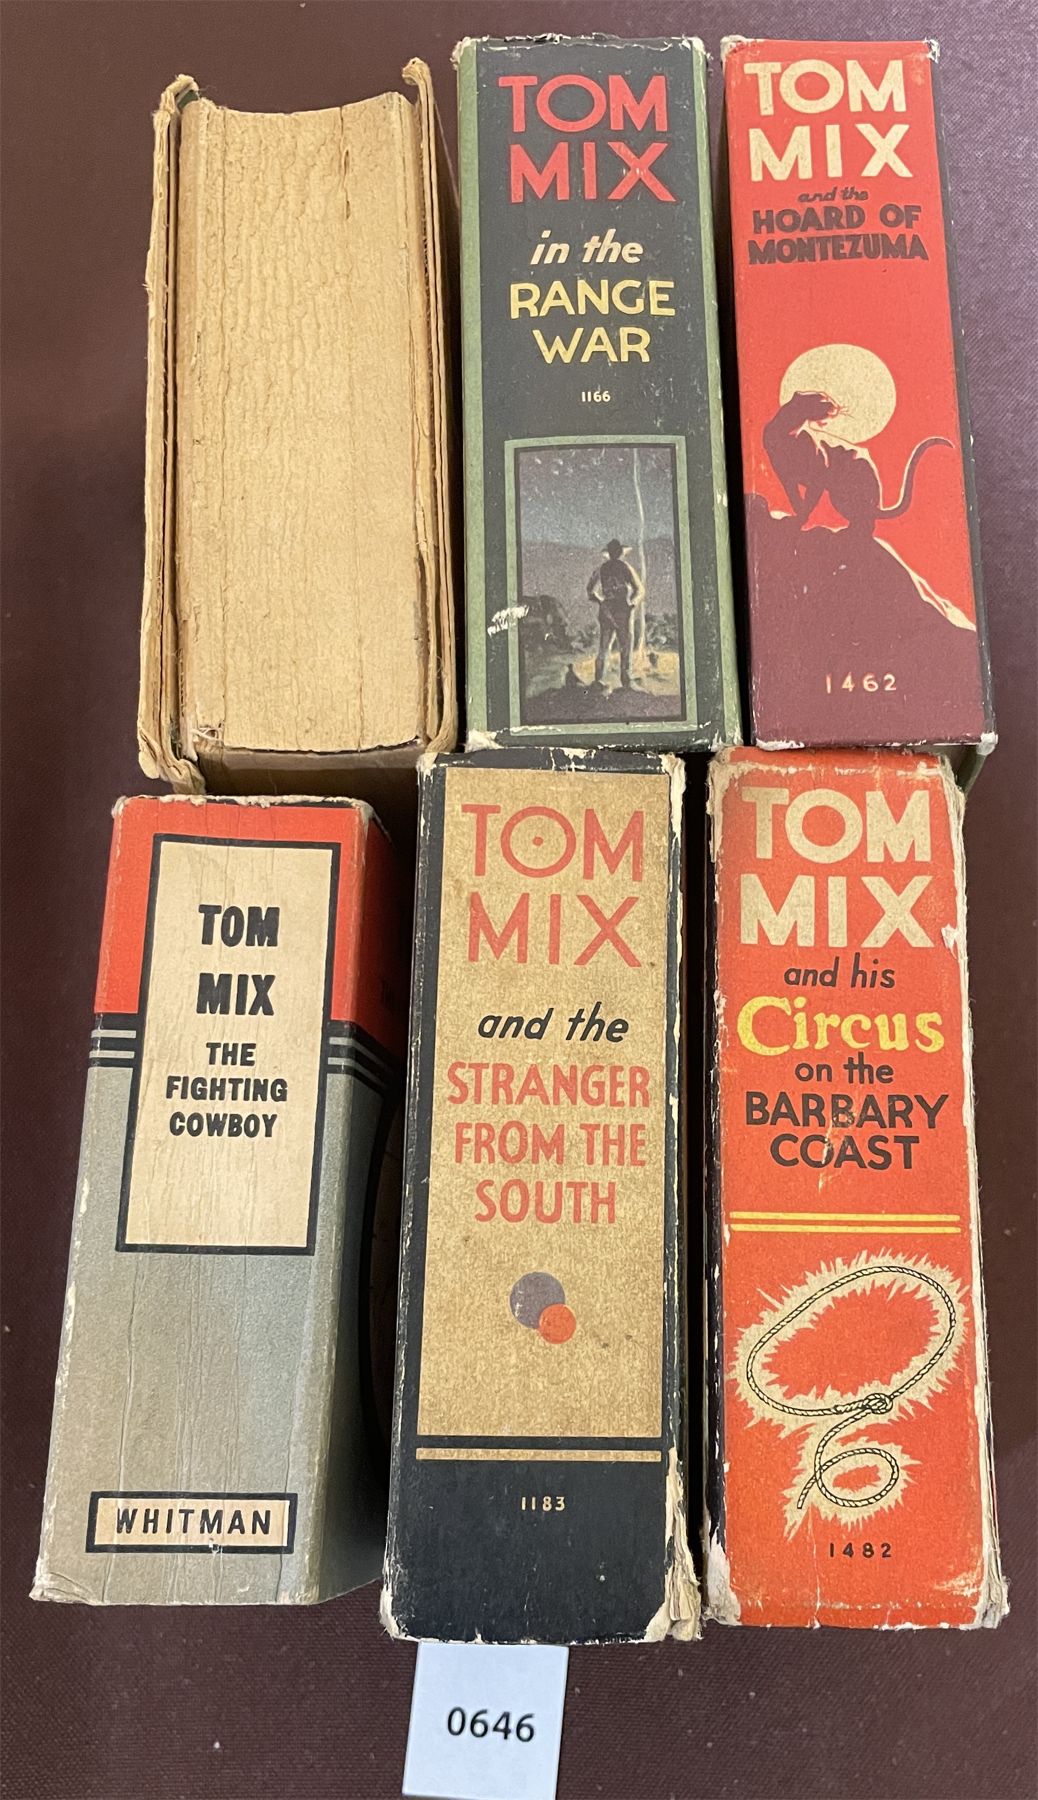 TOM
MIX
in the
RANGE
WAR
1166
TOM
MIX
and the
HOARD OF
MONTEZUMA
1462
TOM
MIX
THE
FIGHTING
COWBOY
WHITMAN
TOM
MIX
and the
STRANGER
FROM THE
SOUTH
1183
TOM
MIX
and his
Circus
on the
BARBARY
COAST
1482
0646